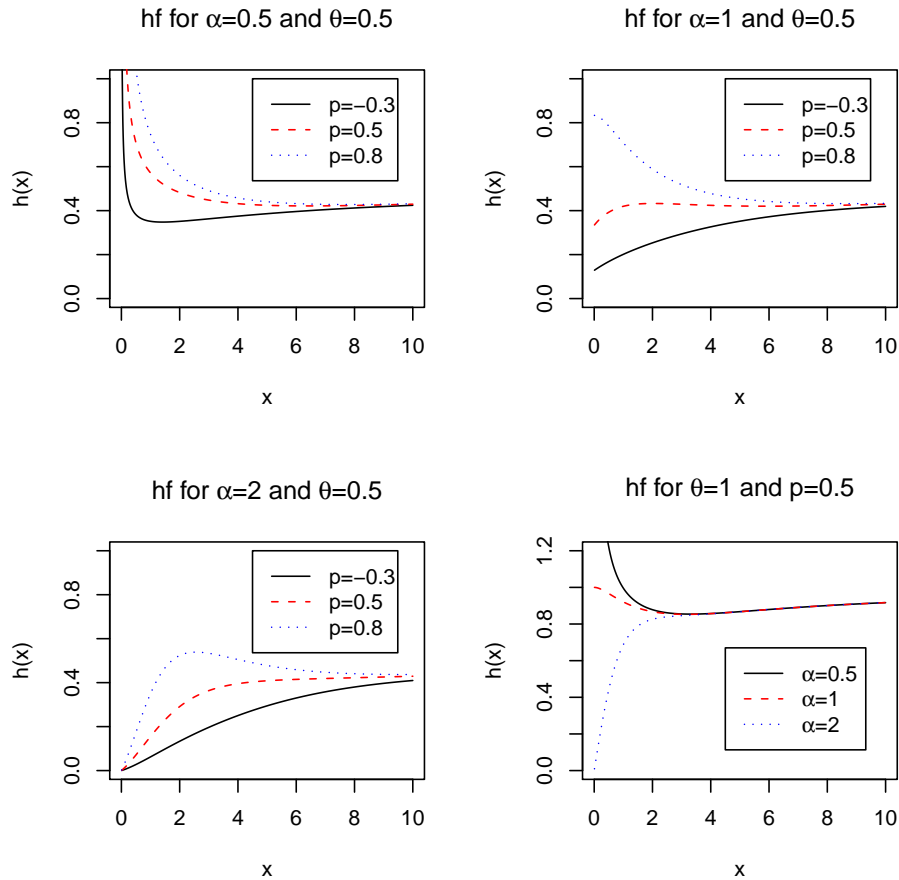 hf for α=0.5 and θ=0.5
h(x)
0.0 0.4 0.8
p=−0.3
p=0.5
p=0.8
0 2 4 6 8 10
x
hf for α=1 and θ=0.5
h(x)
0.0 0.4 0.8
p=−0.3
p=0.5
p=0.8
0 2 4 6 8 10
x
hf for α=2 and θ=0.5
h(x)
0.0 0.4 0.8
p=−0.3
p=0.5
p=0.8
0 2 4 6 8 10
x
hf for θ=1 and p=0.5
h(x)
0.0 0.4 0.8 1.2
α=0.5
α=1
α=2
0 2 4 6 8 10
x